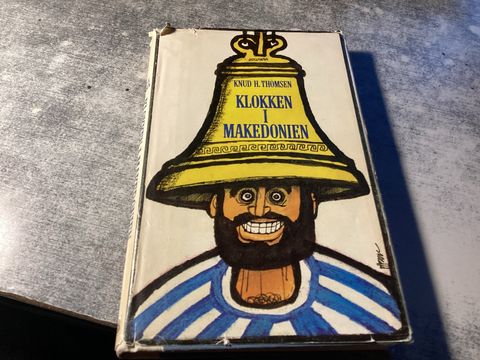 KNUD H. THOMSEN
KLOKKEN
I
MAKEDONIEN